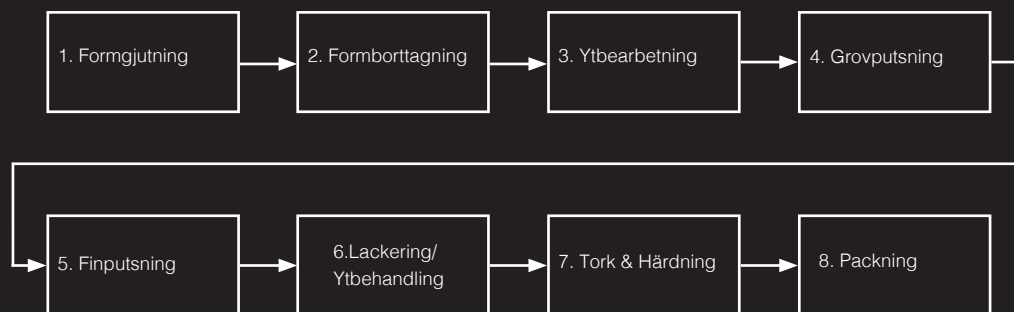 1. Formgjutning
2. Formborttagning
3. Ytbearbetning
4. Grovputsning
5. Finputsning
6.Lackering/
Ytbehandling
7. Tork & Härdning
8. Packning